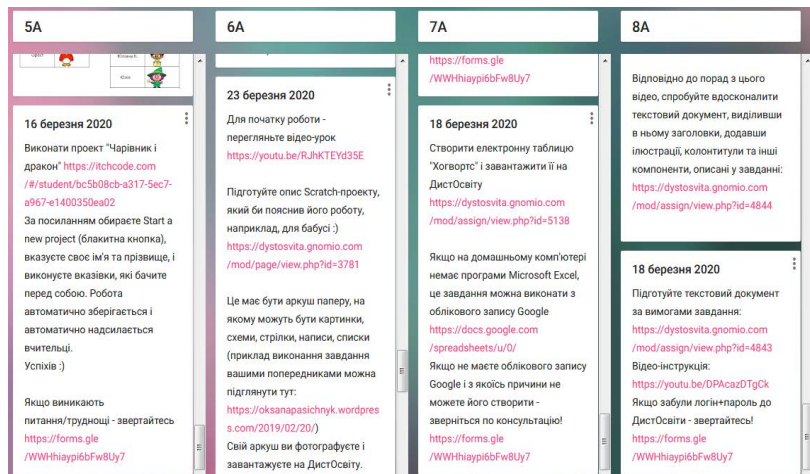 5А
Орест
Юлія
16 березня 2020
Виконати проект "Чарівник і
дракон" https://itchcode.com
/#/student/bc5b08cb-a317-5ec7-
a967-e1400350ea02
За посиланням обираєте Start a
new project (блакитна кнопка),
вказуєте своє ім'я та прізвище, і
виконуєте вказівки, які бачите
перед собою. Робота
автоматично зберігається і
автоматично надсилається
вчительці.
Успіхів :)
Якщо виникають
питання/труднощі - звертайтесь
https://forms.gle
/WWHhiaypi6bFw8Uy7
6А
23 березня 2020
Для початку роботи -
перегляньте відео-урок
https://youtu.be/RJhKTEYd35E
Підготуйте опис Scratch-проекту,
який би пояснив його роботу,
наприклад, для бабусі :)
https://dystosvita.gnomio.com
/mod/page/view.php?id=3781
Це має бути аркуш паперу, на
якому можуть бути картинки,
схеми, стрілки, написи, списки
(приклад виконання завдання
вашими попередниками можна
підглянути тут:
https://oksanapasichnyk.wordpres
s.com/2019/02/20/)
Свій аркуш ви фотографуєте і
завантажуєте на ДистОсвіту.
7А
https://forms.gle
/WWHhiaypi6bFw8Uy7
18 березня 2020
Створити електронну таблицю
"Хогвортс" і завантажити її на
ДистОсвіту
https://dystosvita.gnomio.com
/mod/assign/view.php?id=5138
Якщо на домашньому комп'ютері
немає програми Microsoft Excel,
це завдання можна виконати з
облікового запису Google
https://docs.google.com
/spreadsheets/u/0/
Якщо не маєте облікового запису
Google і з якоїсь причини не
можете його створити -
зверніться по консультацію!
https://forms.gle
/WWHhiaypi6bFw8Uy7
8А
Відповідно до порад з цього
відео, спробуйте вдосконалити
текстовий документ, виділивши
в ньому заголовки, додавши
ілюстрації, колонтитули та інші
компоненти, описані у завданні:
https://dystosvita.gnomio.com
/mod/assign/view.php?id=4844
18 березня 2020
Підготуйте текстовий документ
за вимогами завдання:
https://dystosvita.gnomio.com
/mod/assign/view.php?id=4843
Відео-інструкція:
https://youtu.be/DPAcazDTgCk
Якщо забули логін+пароль до
ДистОсвіти - звертайтесь!
https://forms.gle
/WWHhiaypi6bFw8Uy7